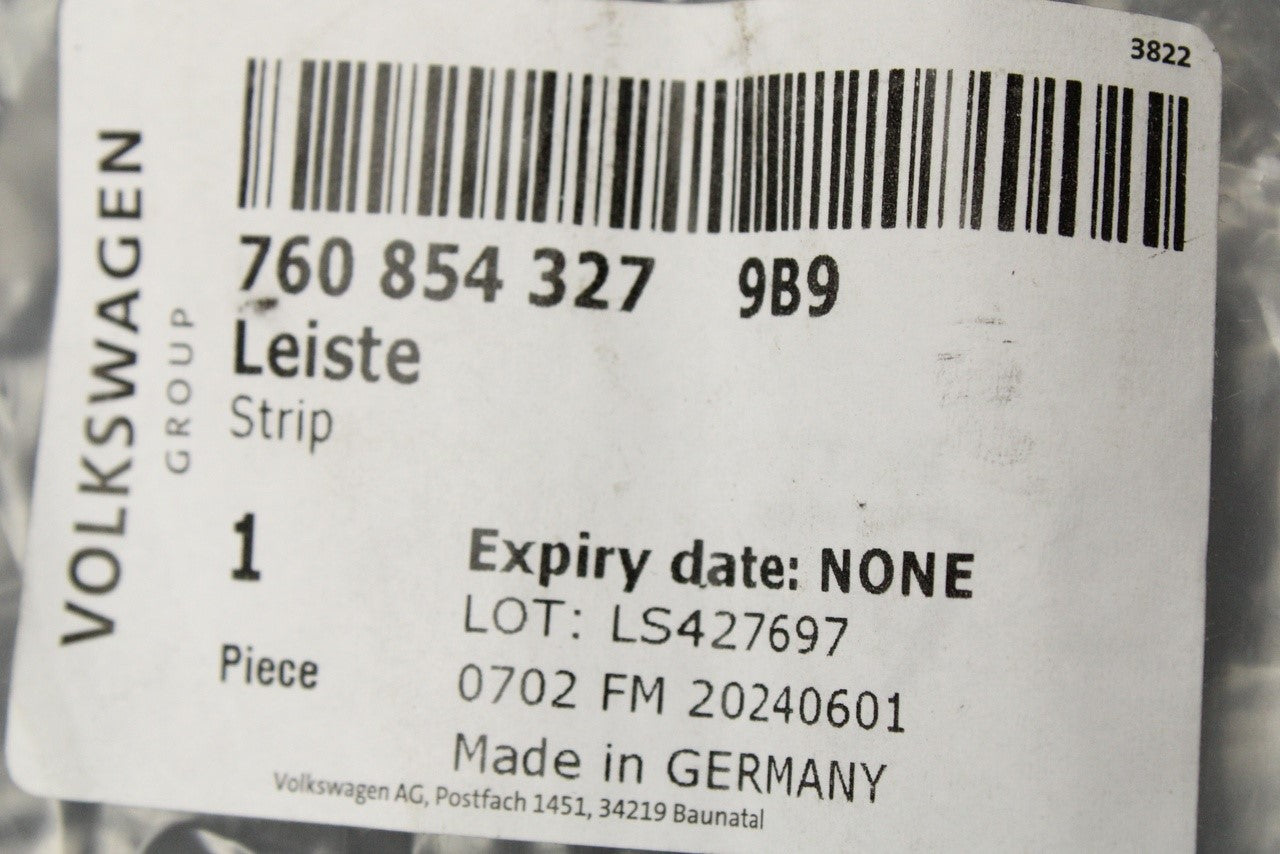 3822
VOLKSWAGEN
GROUP
760 854 327 9B9
Leiste
Strip
1
Piece
Expiry date: NONE
LOT: LS427697
0702 FM 20240601
Made in GERMANY
Volkswagen AG, Postfach 1451, 34219 Baunatal